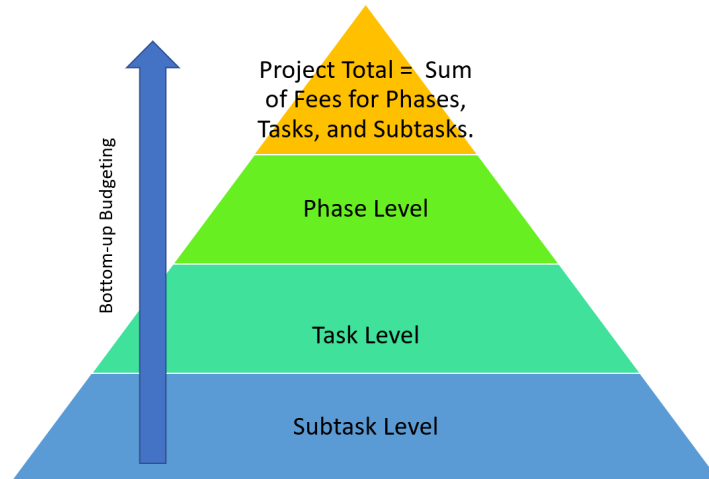 Project Total = Sum
of Fees for Phases,
Tasks, and Subtasks.
Bottom-up Budgeting
Phase Level
Task Level
Subtask Level